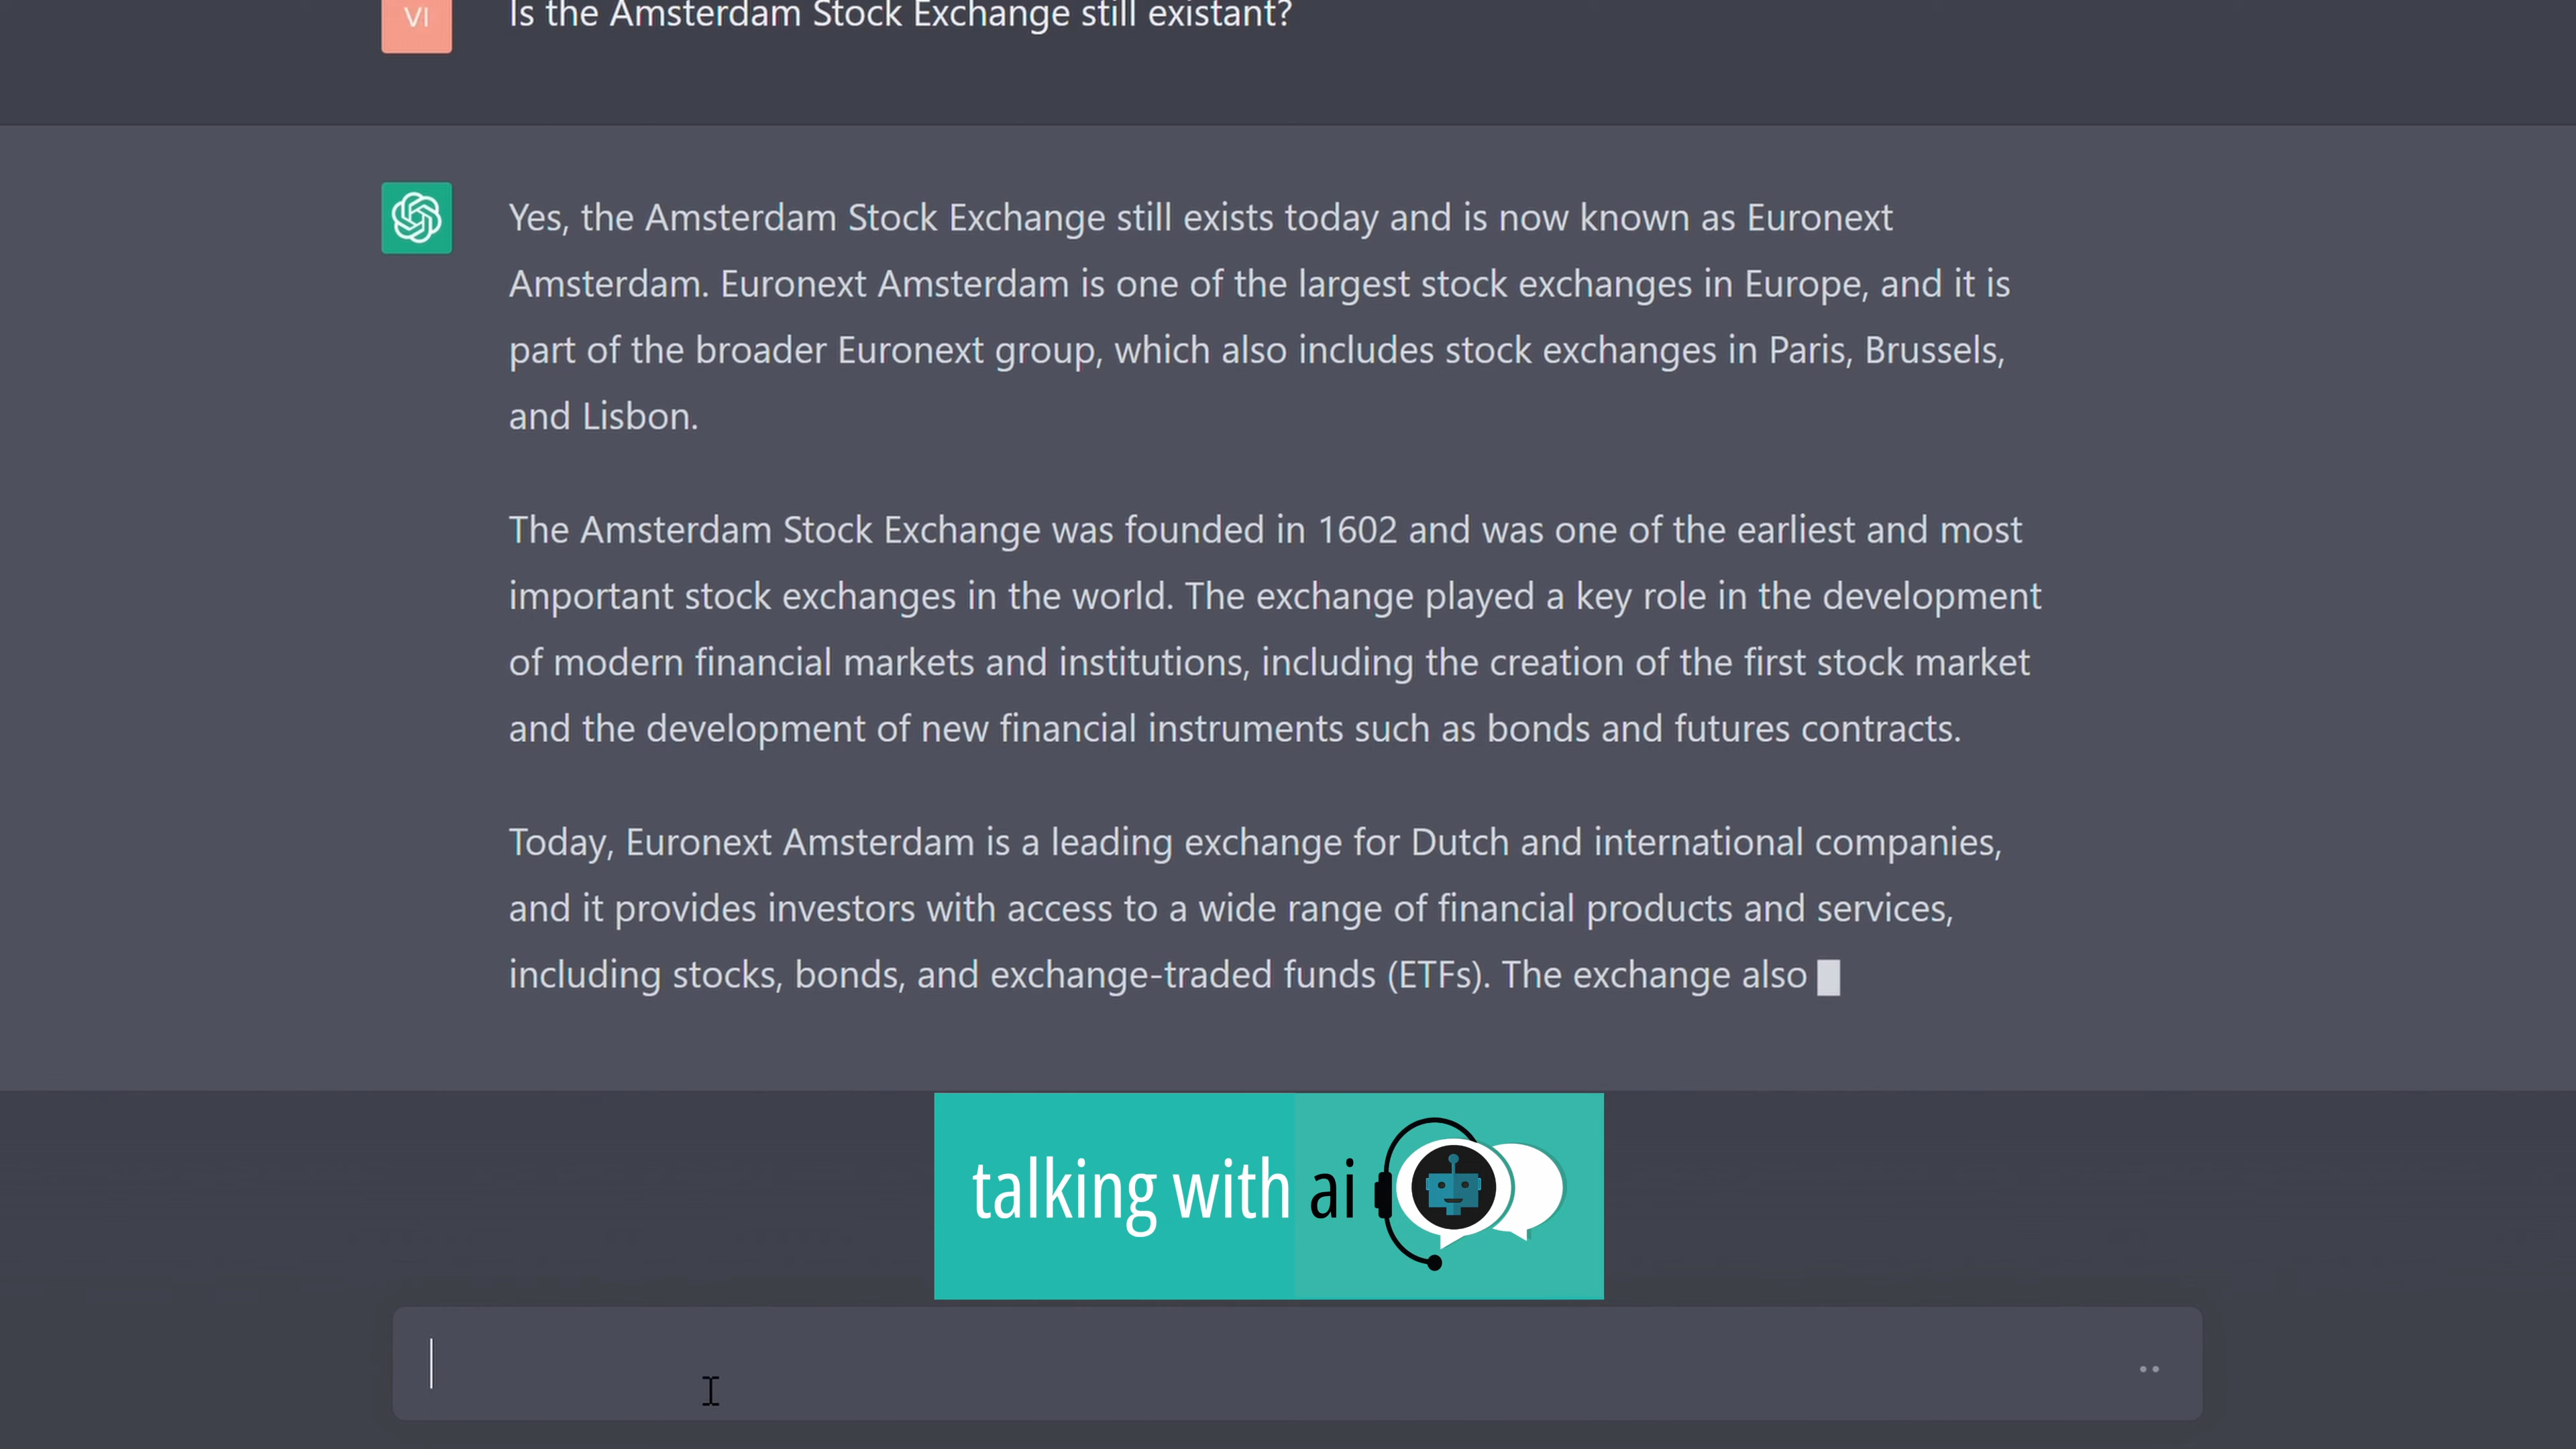 VI
Is the Amsterdam Stock Exchange still existant?
Yes, the Amsterdam Stock Exchange still exists today and is now known as Euronext
Amsterdam. Euronext Amsterdam is one of the largest stock exchanges in Europe, and it is
part of the broader Euronext group, which also includes stock exchanges in Paris, Brussels,
and Lisbon.
The Amsterdam Stock Exchange was founded in 1602 and was one of the earliest and most
important stock exchanges in the world. The exchange played a key role in the development
of modern financial markets and institutions, including the creation of the first stock market
and the development of new financial instruments such as bonds and futures contracts.
Today, Euronext Amsterdam is a leading exchange for Dutch and international companies,
and it provides investors with access to a wide range of financial products and services,
including stocks, bonds, and exchange-traded funds (ETFs). The exchange also
talking with ai